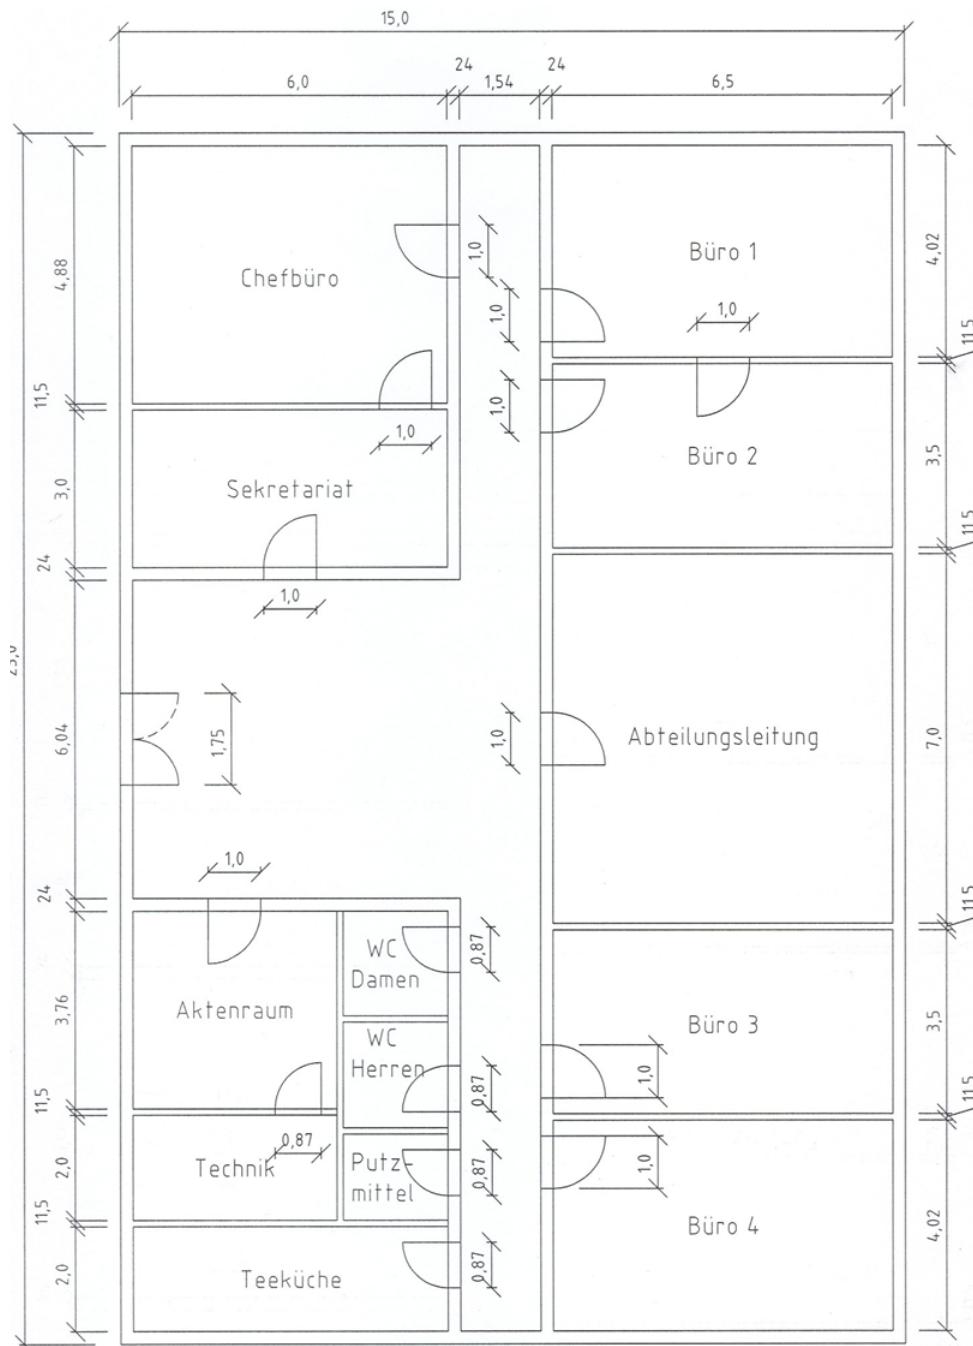 15,0
24
24
6,0
1,54
6,5
4,88
11,5
3,0
24
6,04
24
3,76
11,5
2,0
11,5
2,0
4,02
11,5
3,5
11,5
7,0
11,5
3,5
11,5
4,02
Chefbüro
1,0
1,0
Büro 1
1,0
1,0
1,0
Büro 2
Sekretariat
1,0
1,75
1,0
Abteilungsleitung
1,0
WC
Damen
0,87
Aktenraum
WC
Herren
0,87
Büro 3
1,0
0,87
Technik
Putz-
mittel
0,87
1,0
Büro 4
Teeküche
0,87